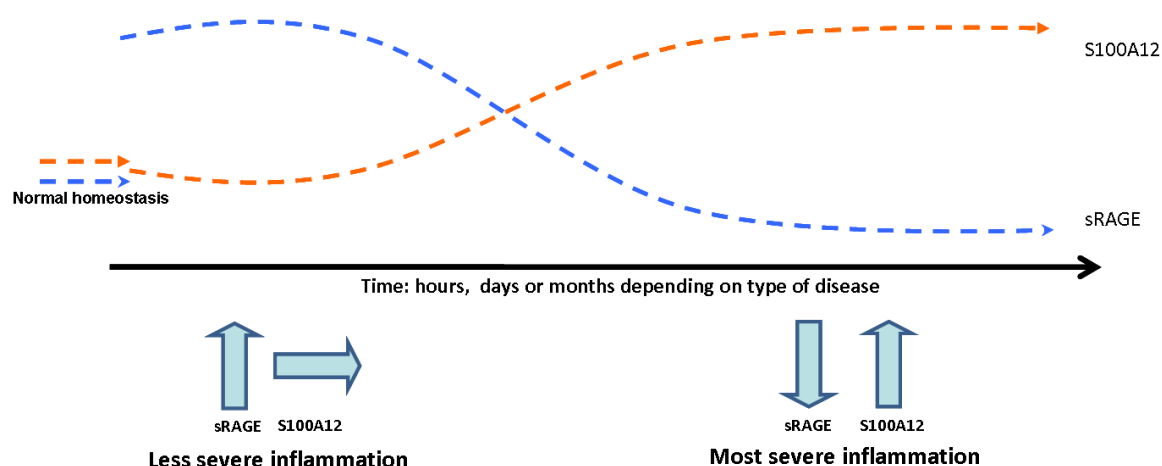 S100A12
Normal homeostasis
sRAGE
Time: hours, days or months depending on type of disease
sRAGE S100A12
Less severe inflammation
sRAGE S100A12
Most severe inflammation